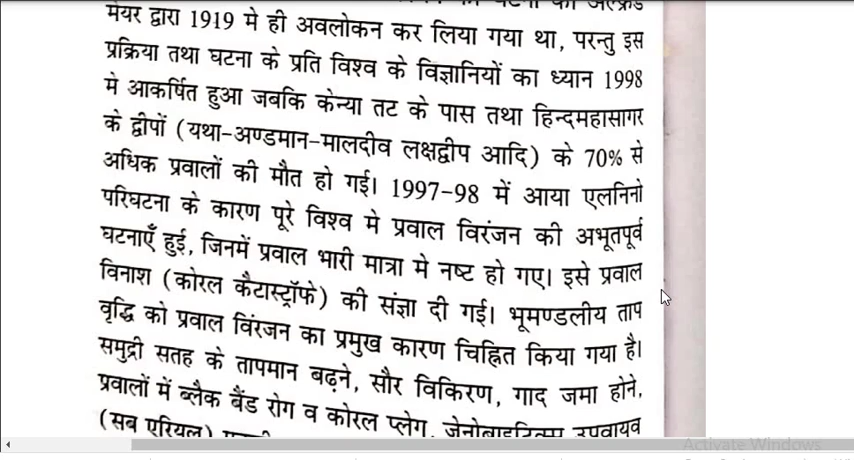 मेयर द्वारा 1919 मे ही अवलोकन कर लिया गया था, परन्तु इस
प्रक्रिया तथा घटना के प्रति विश्व के विज्ञानियों का ध्यान 1998
मे आकर्षित हुआ जबकि केन्या तट के पास तथा हिन्दमहासागर
के द्वीपों (यथा-अण्डमान-मालदीव लक्षद्वीप आदि) के 70% से
अधिक प्रवालों की मौत हो गई। 1997-98 में आया एलनिनो
परिघटना के कारण पूरे विश्व मे प्रवाल विरंजन की अभूतपूर्व
घटनाएँ हुई, जिनमें प्रवाल भारी मात्रा मे नष्ट हो गए। इसे प्रवाल
विनाश (कोरल कैटास्ट्रॉफे) की संज्ञा दी गई। भूमण्डलीय ताप
वृद्धि को प्रवाल विंरजन का प्रमुख कारण चिह्नित किया गया है।
समुद्री सतह के तापमान बढ़ने, सौर विकिरण, गाद जमा होने,
प्रवालों में ब्लैक बैंड रोग व कोरल प्लेग,
(सब एरियल)
Activate Windows